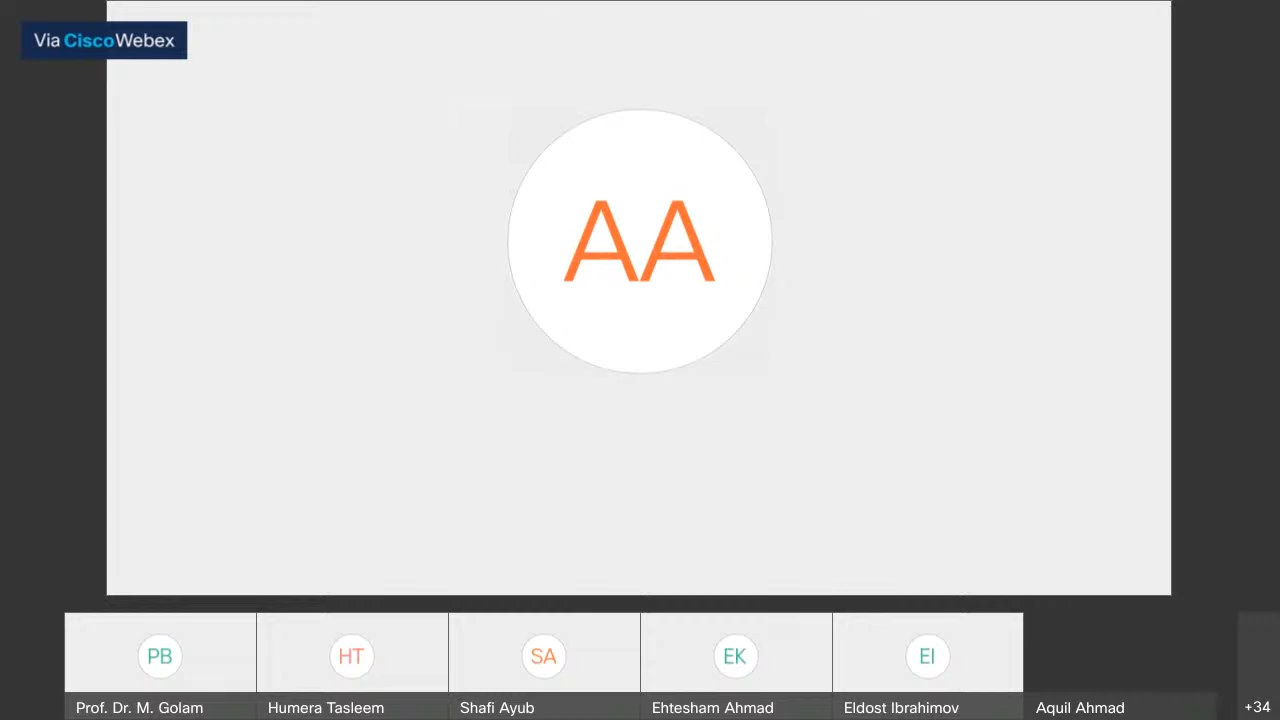 Via CiscoWebex
AA
PB
HT
SA
EK
EI
Prof. Dr. M. Golam
Humera Tasleem
Shafi Ayub
Ehtesham Ahmad
Eldost Ibrahimov
Aquil Ahmad
+34